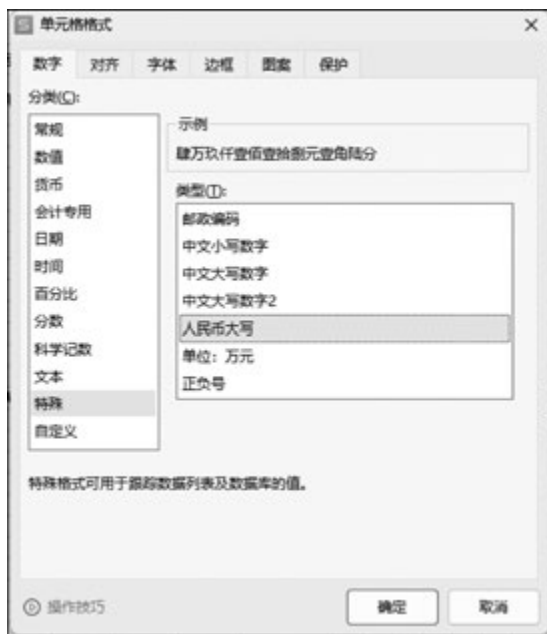 单元格格式
数字 对齐 字体 边框 图案 保护
分类(C):
常规
数值
货币
会计专用
日期
时间
百分比
分数
科学记数
文本
特殊
自定义
示例
肆万玖仟壹佰壹拾捌元壹角陆分
类型(T):
邮政编码
中文小写数字
中文大写数字
中文大写数字2
人民币大写
单位：万元
正负号
特殊格式可用于跟踪数据列表及数据库的值。
操作技巧
确定
取消